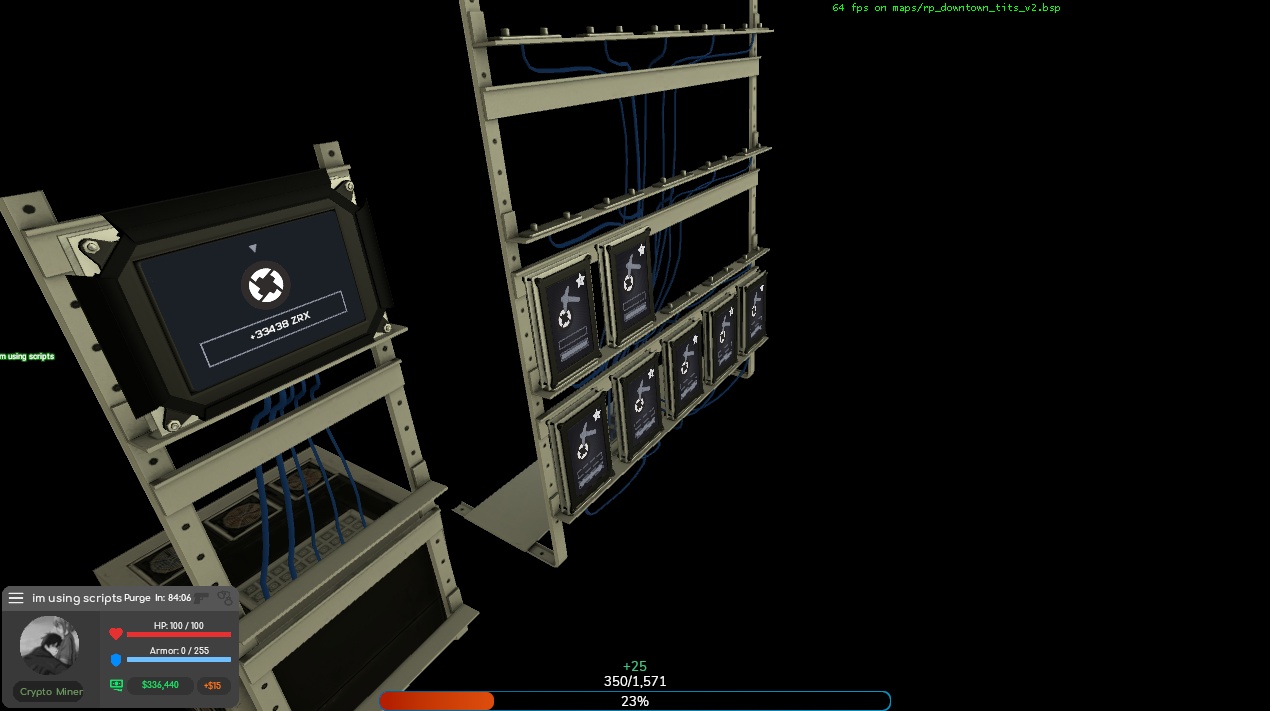 64 fps on maps/rp_downtown_tits_v2.bsp
+33438 ZRX
m using scripts
im using scripts Purge In: 84:06
HP: 100 / 100
Armor: 0 / 255
$336,440 +$15
Crypto Miner
+25
350/1,571
23%